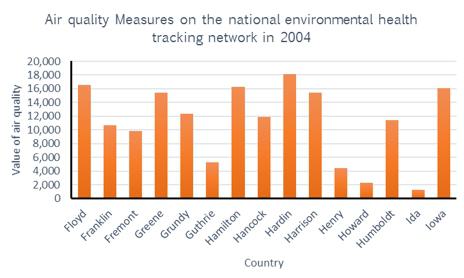 Air quality Measures on the national environmental health
tracking network in 2004
20,000
18,000
16,000
14,000
12,000
10,000
8,000
6,000
4,000
2,000
0
Value of air quality
Floyd
Franklin
Fremont
Greene
Grundy
Guthrie
Hamilton
Hancock
Hardin
Harrison
Henry
Howard
Humboldt
Ida
Iowa
Country